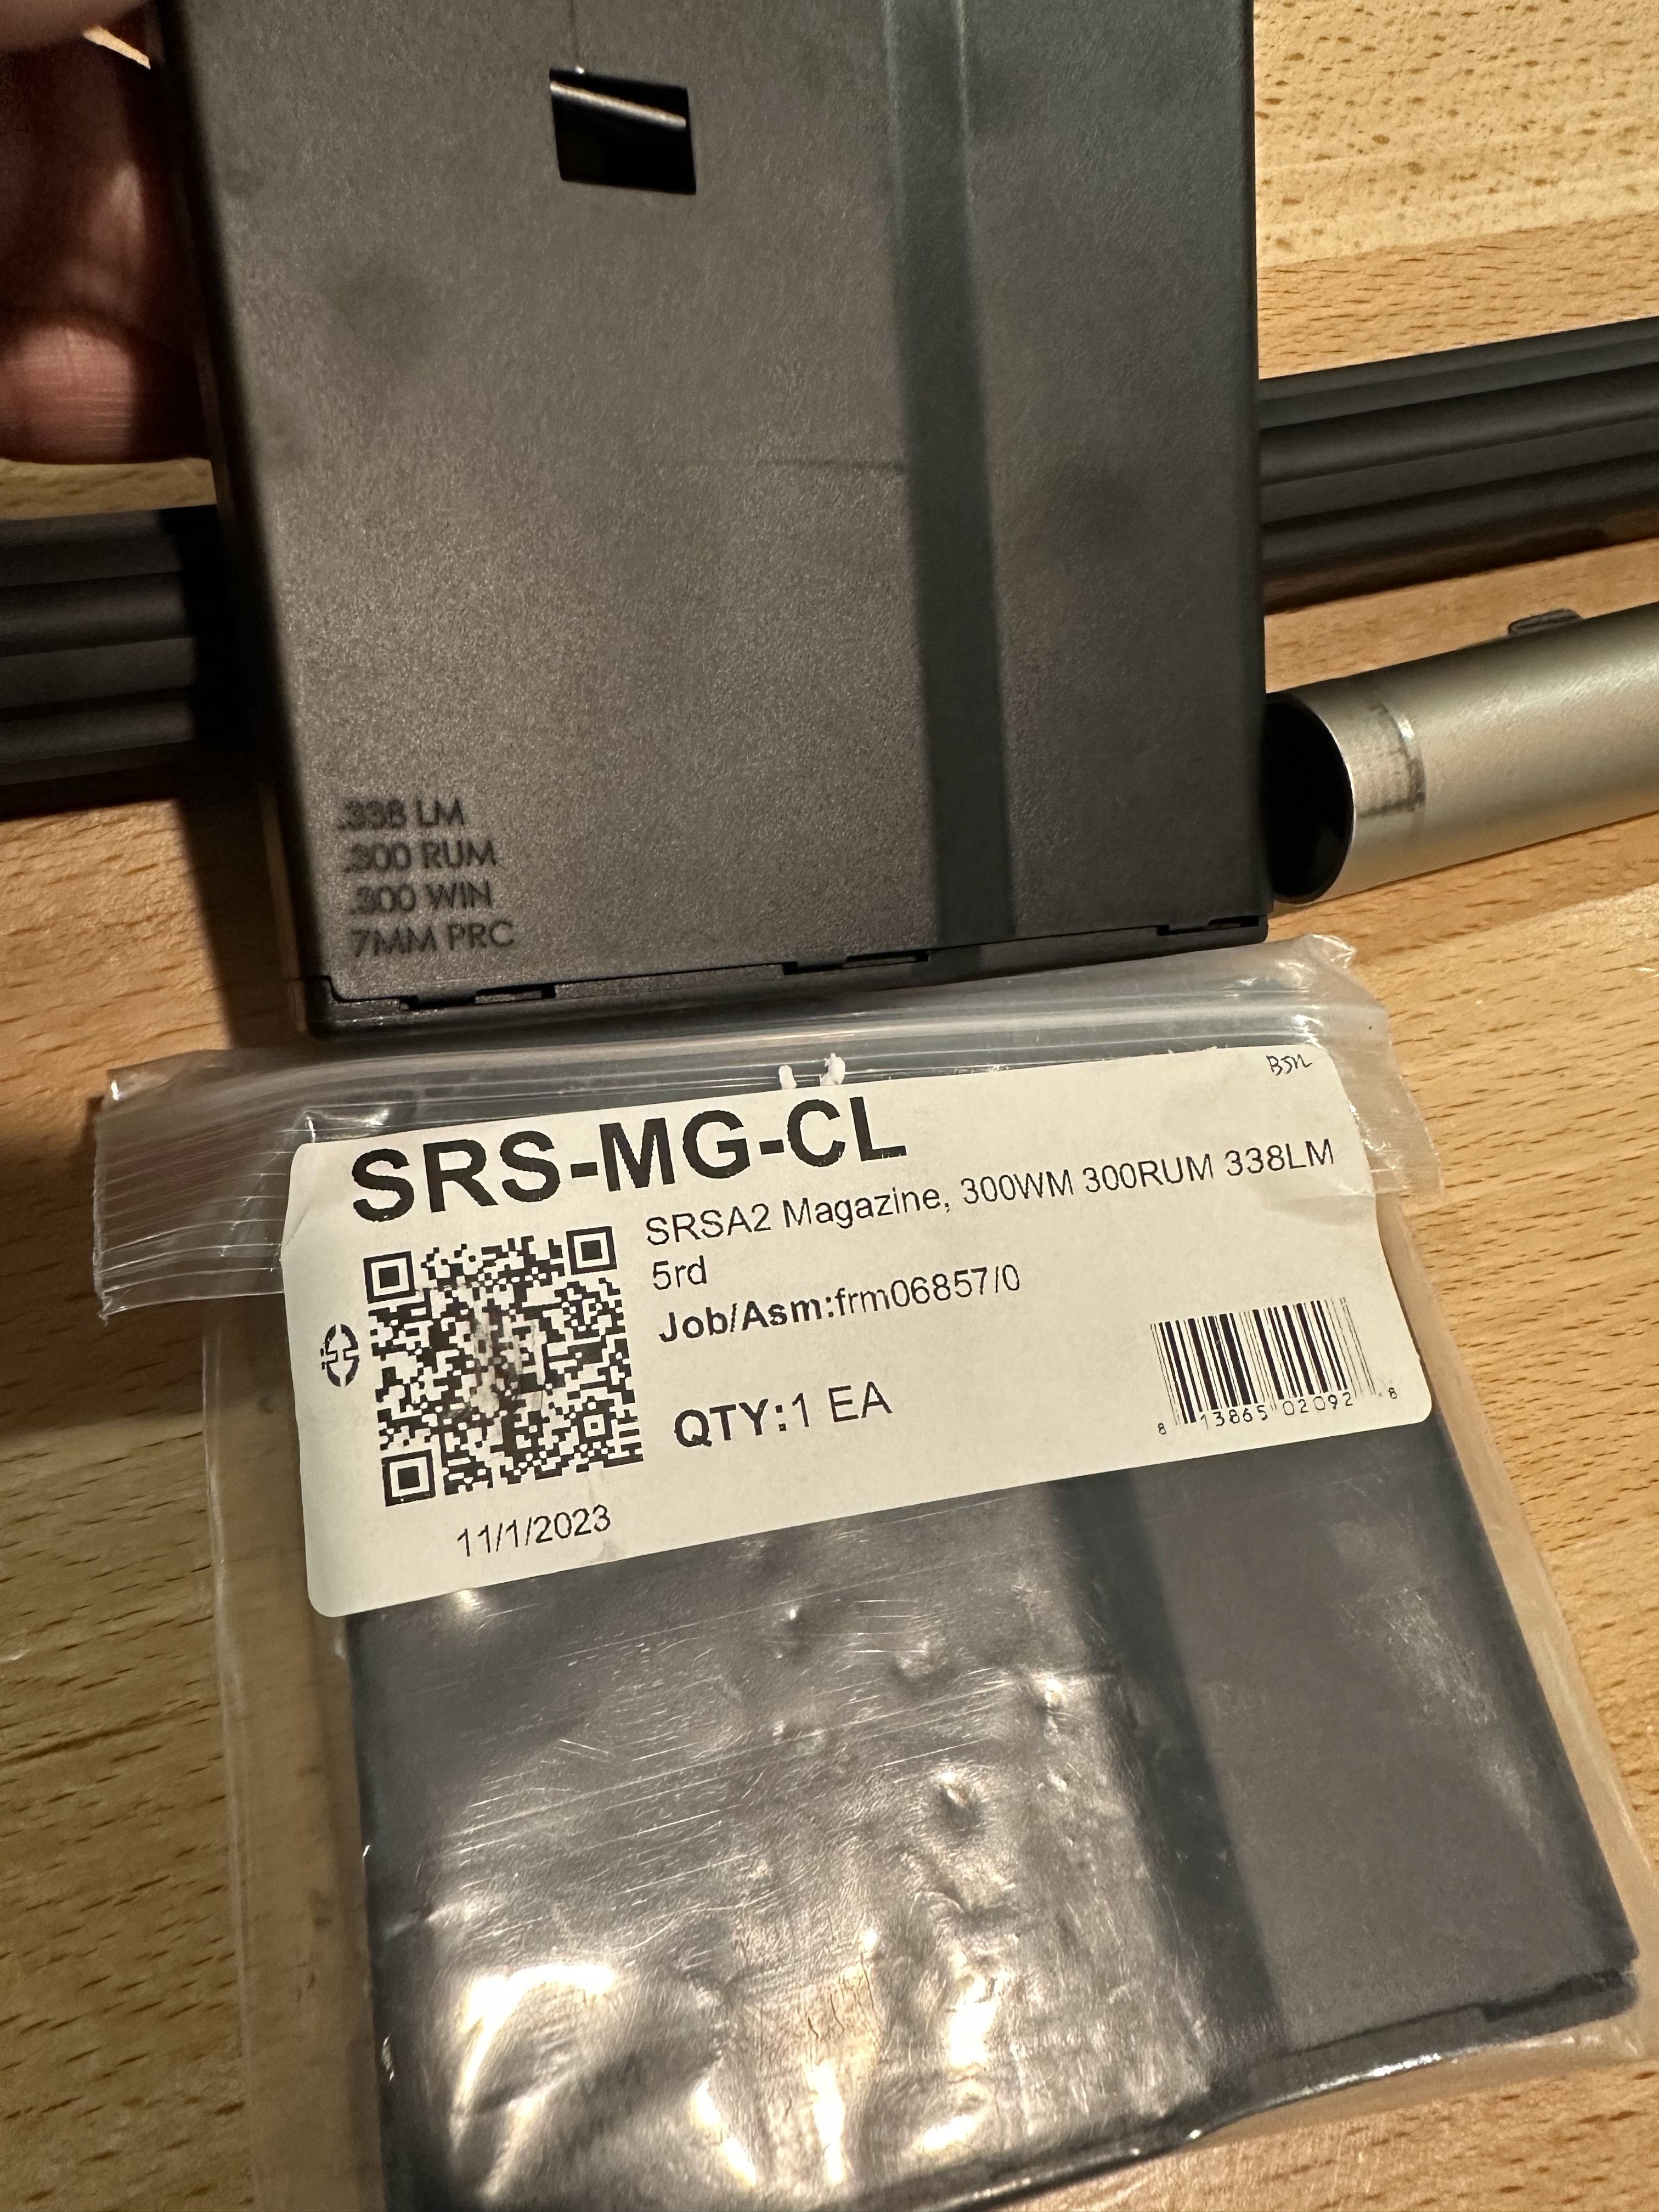 .338 LM
.300 RUM
.300 WIN
7MM PRC
B5N
SRS-MG-CL
SRSA2 Magazine, 300WM 300RUM 338LM
5rd
Job/Asm:frm06857/0
QTY:1 EA
8 13865 02092 8
11/1/2023